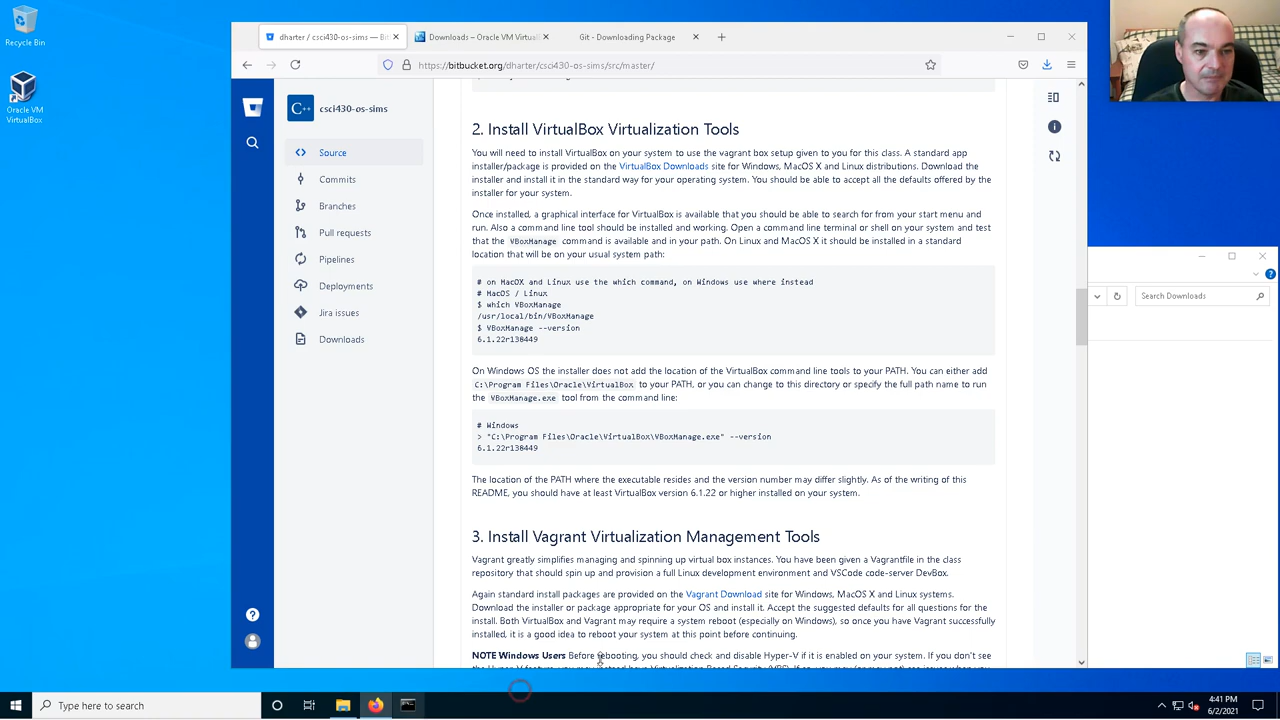 Recycle Bin
Oracle VM
VirtualBox
dharter / csci430-os-sims — Bit
Downloads – Oracle VM VirtualB
Git - Downloading Package
https://bitbucket.org/dharter/csci430-os-sims/src/master/
C++
csci430-os-sims
Source
Commits
Branches
Pull requests
Pipelines
Deployments
Jira issues
Downloads
2. Install VirtualBox Virtualization Tools
You will need to install VirtualBox on your system to use the vagrant box setup given to you for this class. A standard app
installer/package is provided on the VirtualBox Downloads site for Windows, MacOS X and Linux distributions. Download the
installer and install it in the standard way for your operating system. You should be able to accept all the defaults offered by the
installer for your system.
Once installed, a graphical interface for VirtualBox is available that you should be able to search for from your start menu and
run. Also a command line tool should be installed and working. Open a command line terminal or shell on your system and test
that the VBoxManage command is available and in your path. On Linux and MacOS X it should be installed in a standard
location that will be on your usual system path:
# on MacOX and Linux use the which command, on Windows use where instead
# MacOS / Linux
$ which VBoxManage
/usr/local/bin/VBoxManage
$ VBoxManage --version
6.1.22r138449
On Windows OS the installer does not add the location of the VirtualBox command line tools to your PATH. You can either add
C:\Program Files\Oracle\VirtualBox to your PATH, or you can change to this directory or specify the full path name to run
the VBoxManage.exe tool from the command line:
# Windows
> "C:\Program Files\Oracle\VirtualBox\VBoxManage.exe" --version
6.1.22r138449
The location of the PATH where the executable resides and the version number may differ slightly. As of the writing of this
README, you should have at least VirtualBox version 6.1.22 or higher installed on your system.
3. Install Vagrant Virtualization Management Tools
Vagrant greatly simplifies managing and spinning up virtual box instances. You have been given a Vagrantfile in the class
repository that should spin up and provision a full Linux development environment and VSCode code-server DevBox.
Again standard install packages are provided on the Vagrant Download site for Windows, MacOS X and Linux systems.
Download the installer or package appropriate for your OS and install it. Accept the suggested defaults for all questions for the
install. Both VirtualBox and Vagrant may require a system reboot (especially on Windows), so once you have Vagrant successfully
installed, it is a good idea to reboot your system at this point before continuing.
NOTE Windows Users Before rebooting, you should check and disable Hyper-V if it is enabled on your system. If you don't see
Search Downloads
Type here to search
4:41 PM
6/2/2021